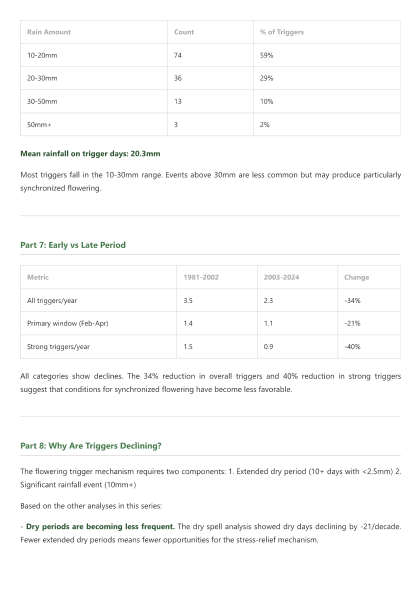 Rain Amount Count % of Triggers
10-20mm 74 59%
20-30mm 36 29%
30-50mm 13 10%
50mm+ 3 2%
Mean rainfall on trigger days: 20.3mm
Most triggers fall in the 10-30mm range. Events above 30mm are less common but may produce particularly
synchronized flowering.
Part 7: Early vs Late Period
Metric 1981-2002 2003-2024 Change
All triggers/year 3.5 2.3 -34%
Primary window (Feb-Apr) 1.4 1.1 -21%
Strong triggers/year 1.5 0.9 -40%
All categories show declines. The 34% reduction in overall triggers and 40% reduction in strong triggers
suggest that conditions for synchronized flowering have become less favorable.
Part 8: Why Are Triggers Declining?
The flowering trigger mechanism requires two components: 1. Extended dry period (10+ days with <2.5mm) 2.
Significant rainfall event (10mm+)
Based on the other analyses in this series:
- Dry periods are becoming less frequent. The dry spell analysis showed dry days declining by -21/decade.
Fewer extended dry periods means fewer opportunities for the stress-relief mechanism.